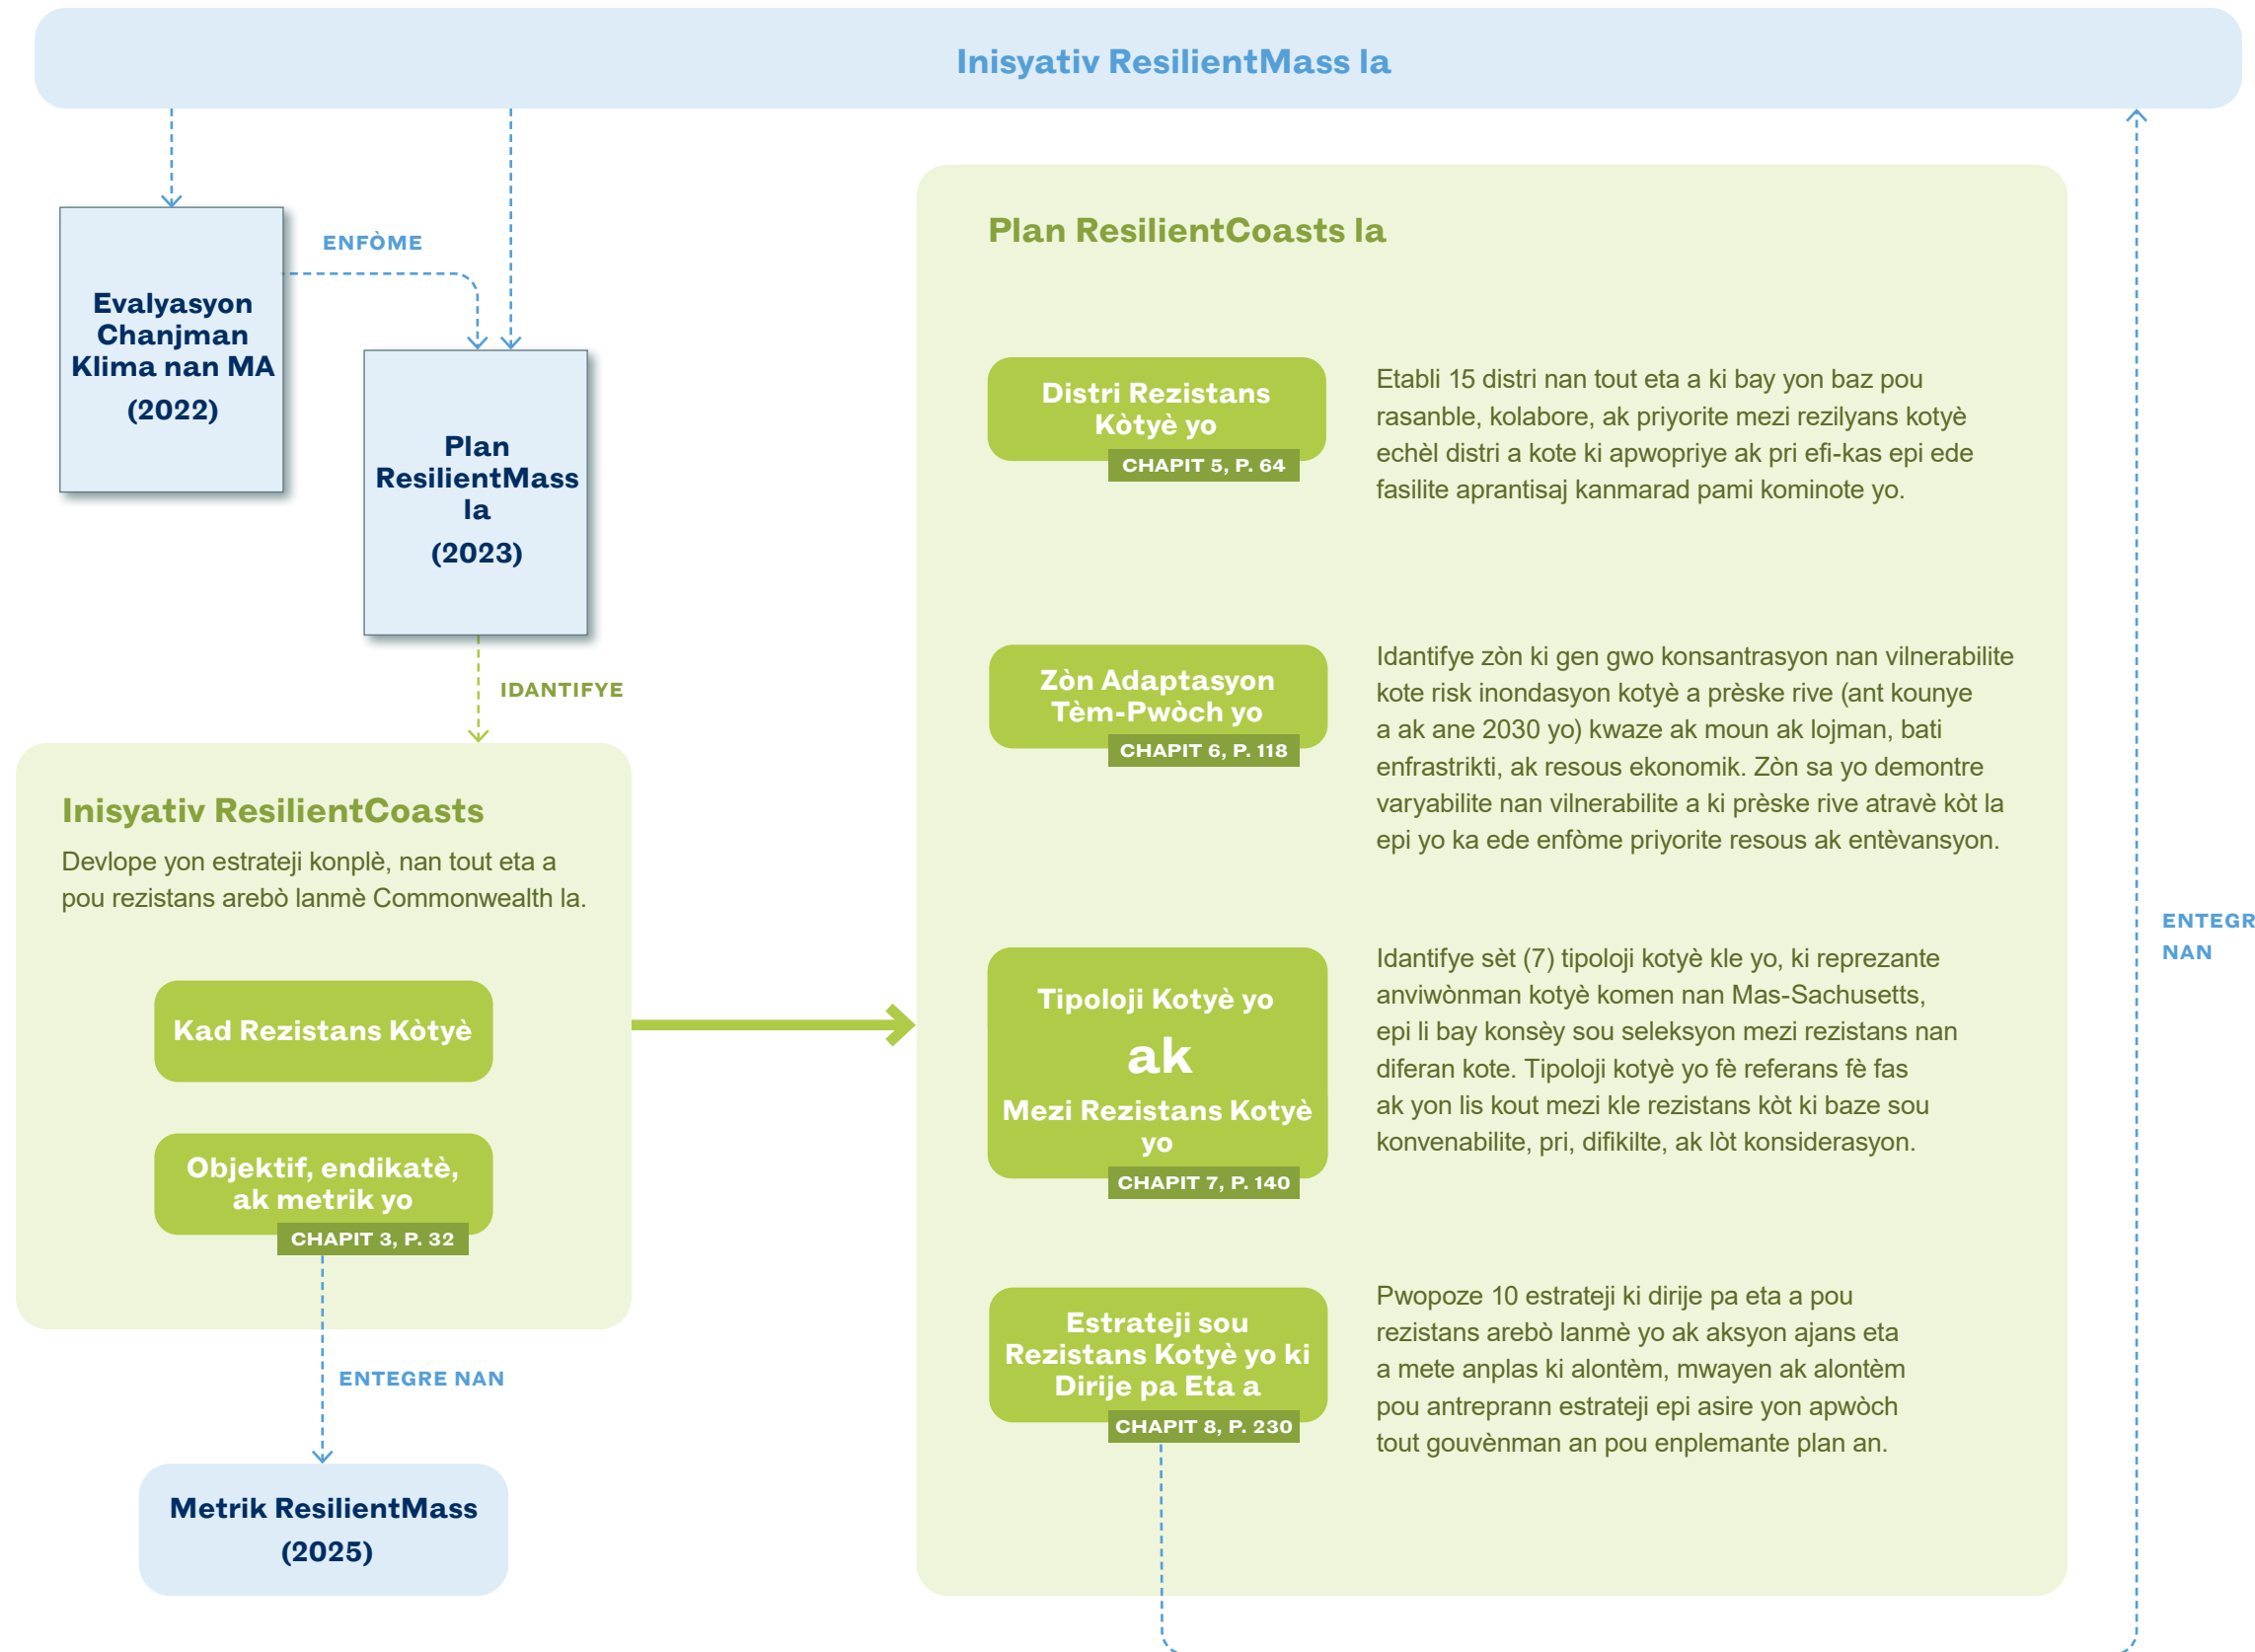 Inisyativ ResilientMass la
ENFÒME
Evalyasyon
Chanjman
Klima nan MA
(2022)
Plan
ResilientMass
la
(2023)
IDANTIFYE
Inisyativ ResilientCoasts
Devlope yon estrateji konplè, nan tout eta a
pou rezistans arebò lanmè Commonwealth la.
Kad Rezistans Kòtyè
Objektif, endikatè,
ak metrik yo
CHAPIT 3, P. 32
ENTEGRE NAN
Metrik ResilientMass
(2025)
Plan ResilientCoasts la
Distri Rezistans
Kòtyè yo
CHAPIT 5, P. 64
Etabli 15 distri nan tout eta a ki bay yon baz pou
rasanble, kolabore, ak priyorite mezi rezilyans kotyè
echèl distri a kote ki apwopriye ak pri efi-kas epi ede
fasilite aprantisaj kanmarad pami kominote yo.
Zòn Adaptasyon
Tèm-Pwòch yo
CHAPIT 6, P. 118
Idantifye zòn ki gen gwo konsantrasyon nan vilnerabilite
kote risk inondasyon kotyè a prèske rive (ant kounye
a ak ane 2030 yo) kwaze ak moun ak lojman, bati
enfrastrikti, ak resous ekonomik. Zòn sa yo demontre
varyabilite nan vilnerabilite a ki prèske rive atravè kòt la
epi yo ka ede enfòme priyorite resous ak entèvansyon.
Tipoloji Kotyè yo
ak
Mezi Rezistans Kotyè
yo
CHAPIT 7, P. 140
Idantifye sèt (7) tipoloji kotyè kle yo, ki reprezante
anviwònman kotyè komen nan Mas-Sachusetts,
epi li bay konsèy sou seleksyon mezi rezistans nan
diferan kote. Tipoloji kotyè yo fè referans fè fas
ak yon lis kout mezi kle rezistans kòt ki baze sou
konvenabilite, pri, difikilte, ak lòt konsiderasyon.
Estrateji sou
Rezistans Kotyè yo ki
Dirije pa Eta a
CHAPIT 8, P. 230
Pwopoze 10 estrateji ki dirije pa eta a pou
rezistans arebò lanmè yo ak aksyon ajans eta
a mete anplas ki alontèm, mwayen ak alontèm
pou antreprann estrateji epi asire yon apwòch
tout gouvènman an pou enplemante plan an.
ENTEGR
NAN